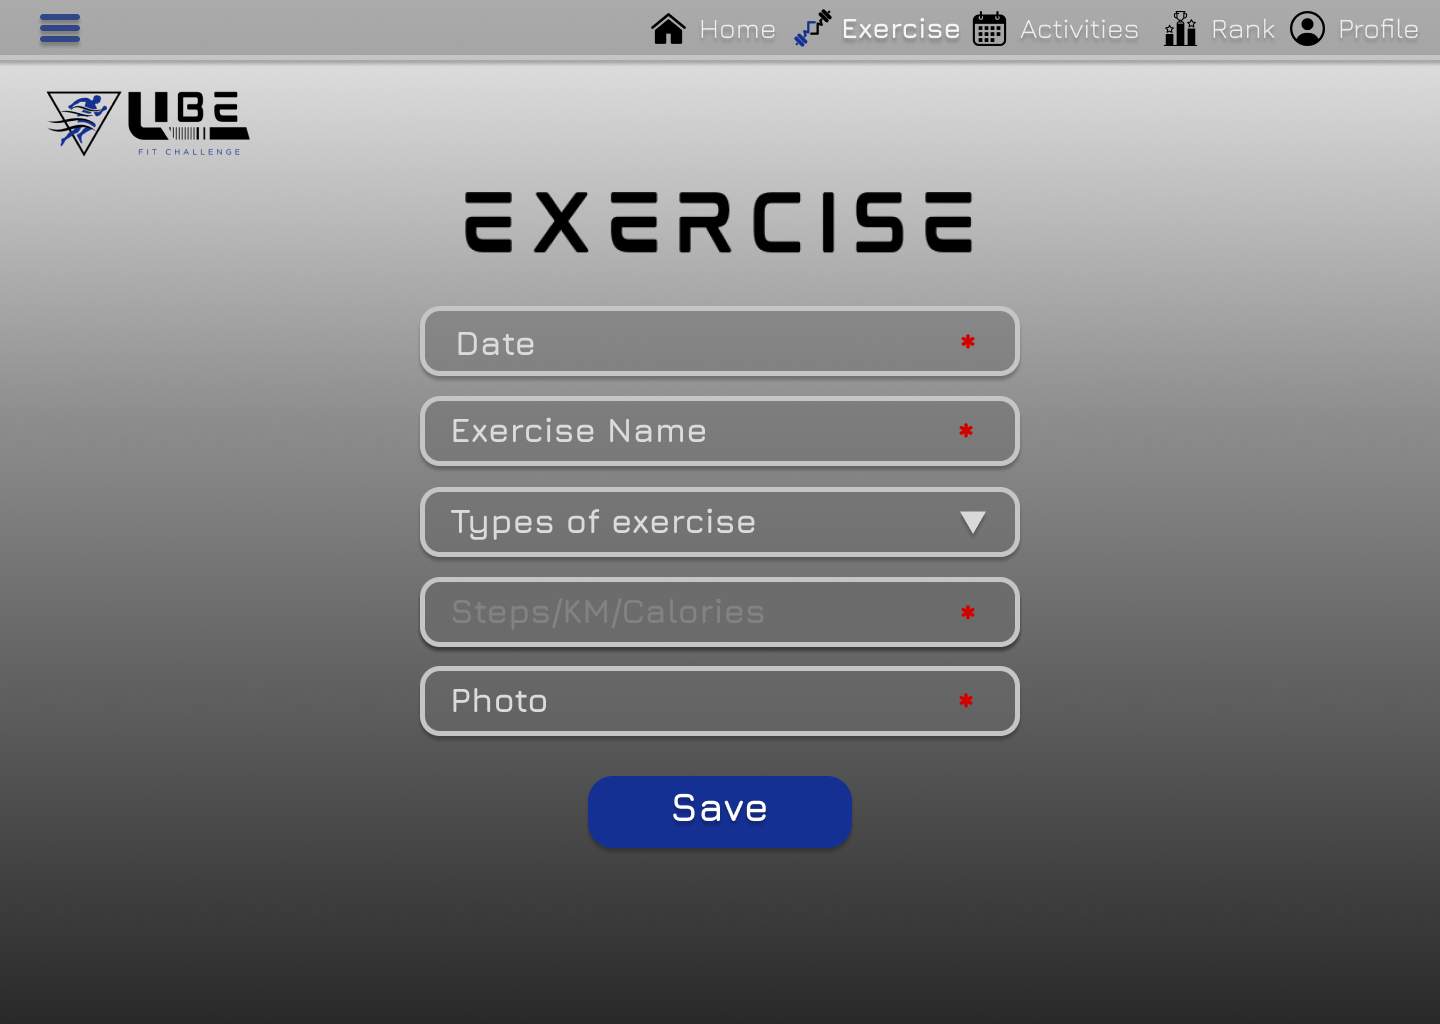 Home Exercise Activities Rank Profile
UBE
FIT CHALLENGE
EXERCISE
Date *
Exercise Name *
Types of exercise
Steps/KM/Calories *
Photo *
Save